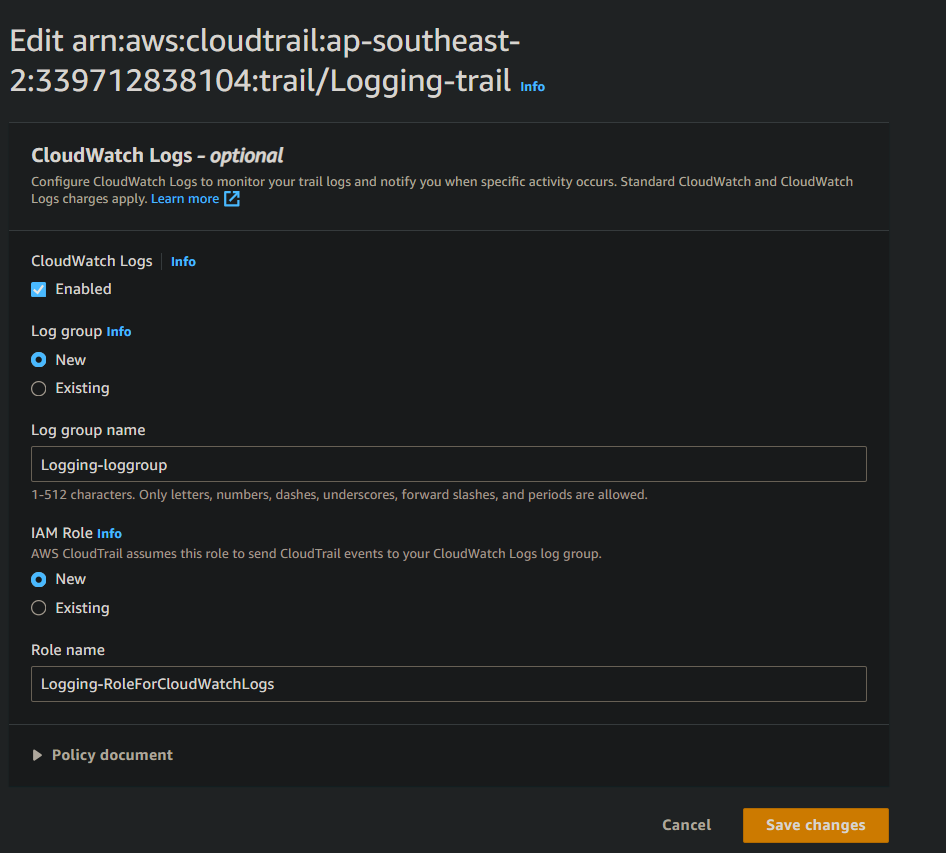 Edit arn:aws:cloudtrail:ap-southeast-
2:339712838104:trail/Logging-trail Info
CloudWatch Logs - optional
Configure CloudWatch Logs to monitor your trail logs and notify you when specific activity occurs. Standard CloudWatch and CloudWatch
Logs charges apply. Learn more
CloudWatch Logs Info
Enabled
Log group Info
New
Existing
Log group name
Logging-loggroup
1-512 characters. Only letters, numbers, dashes, underscores, forward slashes, and periods are allowed.
IAM Role Info
AWS CloudTrail assumes this role to send CloudTrail events to your CloudWatch Logs log group.
New
Existing
Role name
Logging-RoleForCloudWatchLogs
Policy document
Cancel Save changes